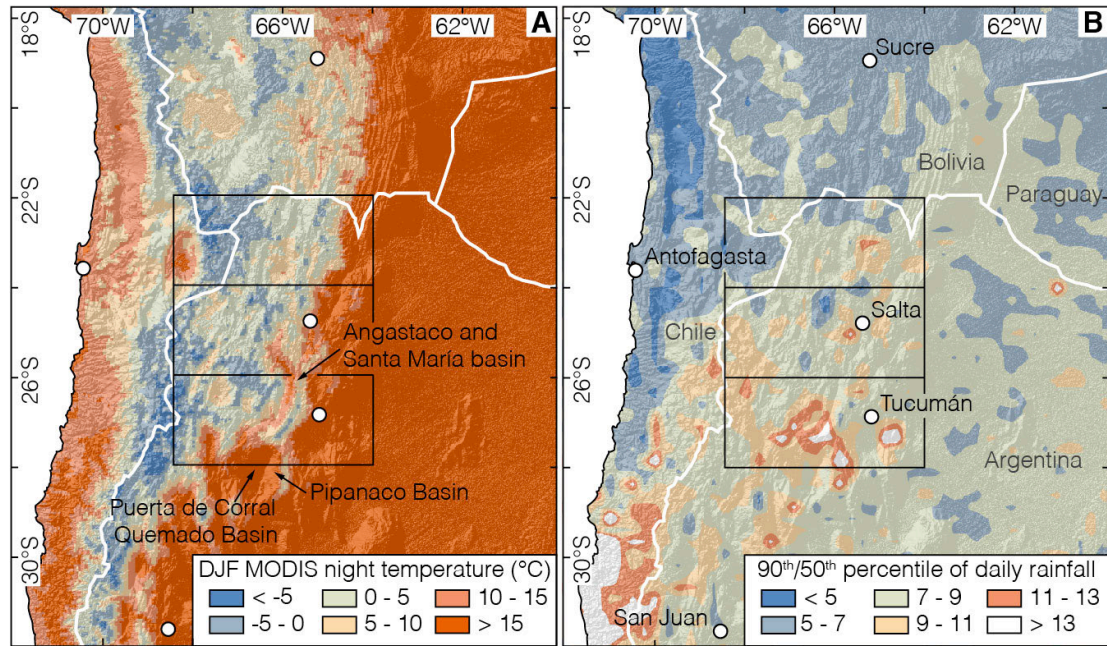 70°W
66°W
62°W
A
18°S
22°S
26°S
30°S
Angastaco and
Santa María basin
Pipanaco Basin
Puerta de Corral
Quemado Basin
DJF MODIS night temperature (°C)
< -5
0 - 5
10 - 15
-5 - 0
5 - 10
> 15
70°W
66°W
62°W
B
18°S
22°S
26°S
30°S
Sucre
Bolivia
Paraguay
Antofagasta
Salta
Chile
Tucumán
Argentina
San Juan
90th/50th percentile of daily rainfall
< 5
7 - 9
11 - 13
5 - 7
9 - 11
> 13